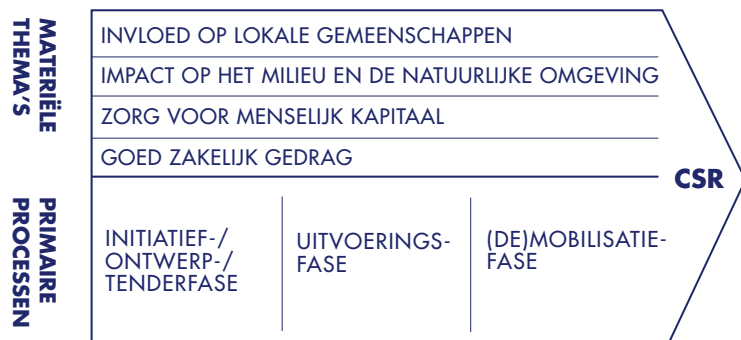 MATERIËLE
THEMA'S
INVLOED OP LOKALE GEMEENSCHAPPEN
IMPACT OP HET MILIEU EN DE NATUURLIJKE OMGEVING
ZORG VOOR MENSELIJK KAPITAAL
GOED ZAKELIJK GEDRAG
CSR
PRIMAIRE
PROCESSEN
INITIATIEF-/
ONTWERP-/
TENDERFASE
UITVOERINGS-
FASE
(DE)MOBILISATIE-
FASE